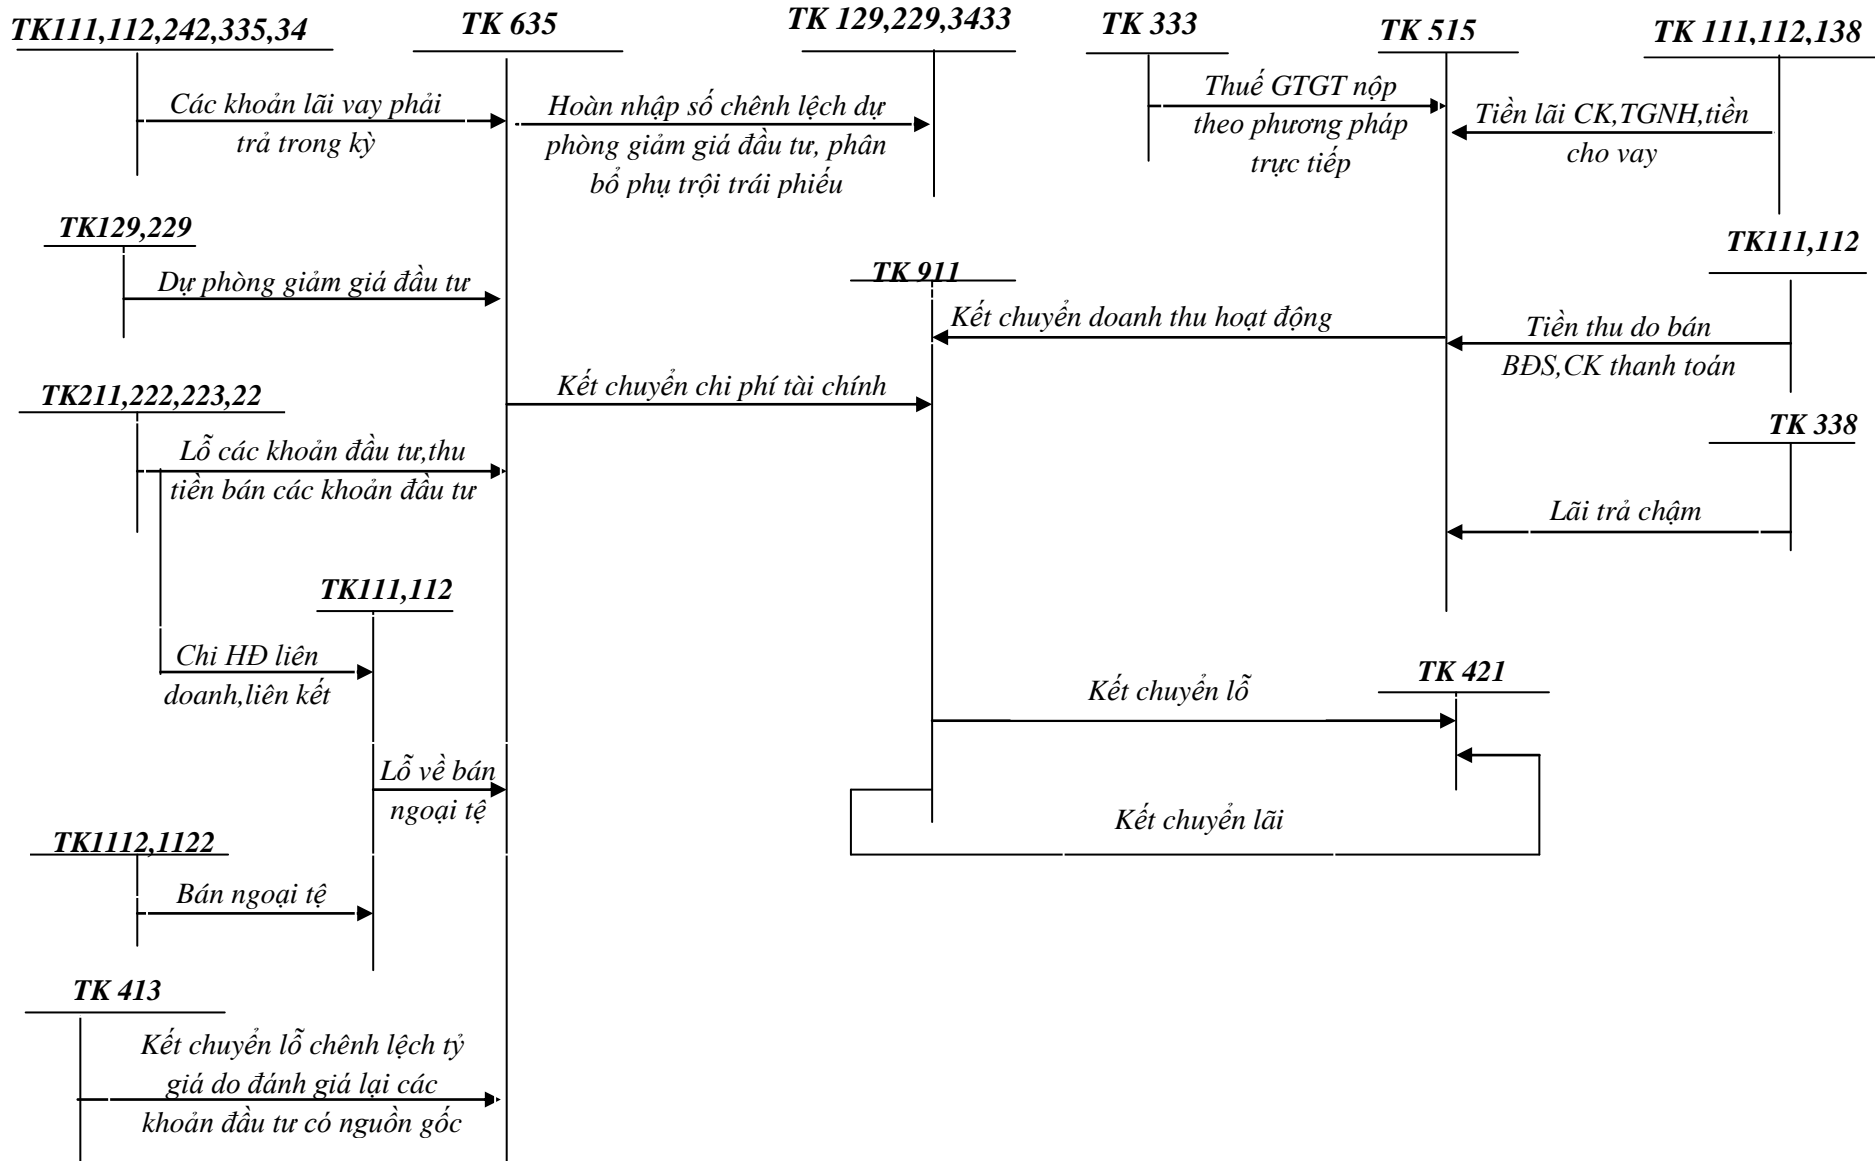 TK111,112,242,335,34
TK 635
TK 129,229,3433
TK 333
TK 515
TK 111,112,138
Các khoản lãi vay phải
trả trong kỳ
Hoàn nhập số chênh lệch dự
phòng giảm giá đầu tư, phân
bổ phụ trội trái phiếu
Thuế GTGT nộp
theo phương pháp
trực tiếp
Tiền lãi CK,TGNH,tiền
cho vay
TK129,229
Dự phòng giảm giá đầu tư
TK 911
TK111,112
Kết chuyển doanh thu hoạt động
Tiền thu do bán
BĐS,CK thanh toán
TK211,222,223,22
Kết chuyển chi phí tài chính
Lỗ các khoản đầu tư,thu
tiền bán các khoản đầu tư
TK 338
Lãi trả chậm
TK111,112
Chi HĐ liên
doanh,liên kết
TK 421
Kết chuyển lỗ
Lỗ về bán
ngoại tệ
Kết chuyển lãi
TK1112,1122
Bán ngoại tệ
TK 413
Kết chuyển lỗ chênh lệch tỷ
giá do đánh giá lại các
khoản đầu tư có nguồn gốc